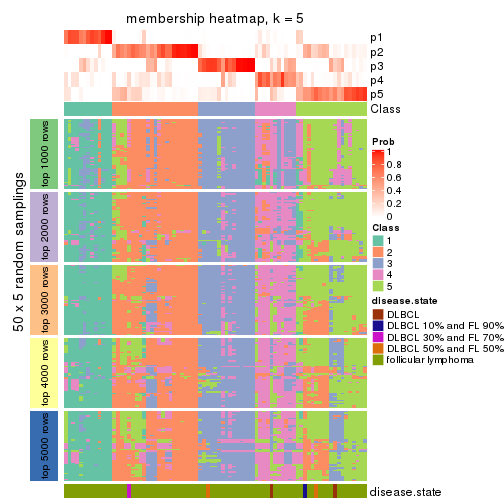 membership heatmap, k = 5
p1
p2
p3
p4
p5
Class
50 x 5 random samplings
top 1000 rows
top 2000 rows
top 3000 rows
top 4000 rows
top 5000 rows
Prob
1
0.8
0.6
0.4
0.2
0
Class
1
2
3
4
5
disease.state
DLBCL
DLBCL 10% and FL 90%
DLBCL 30% and FL 70%
DLBCL 50% and FL 50%
follicular lymphoma
disease.state